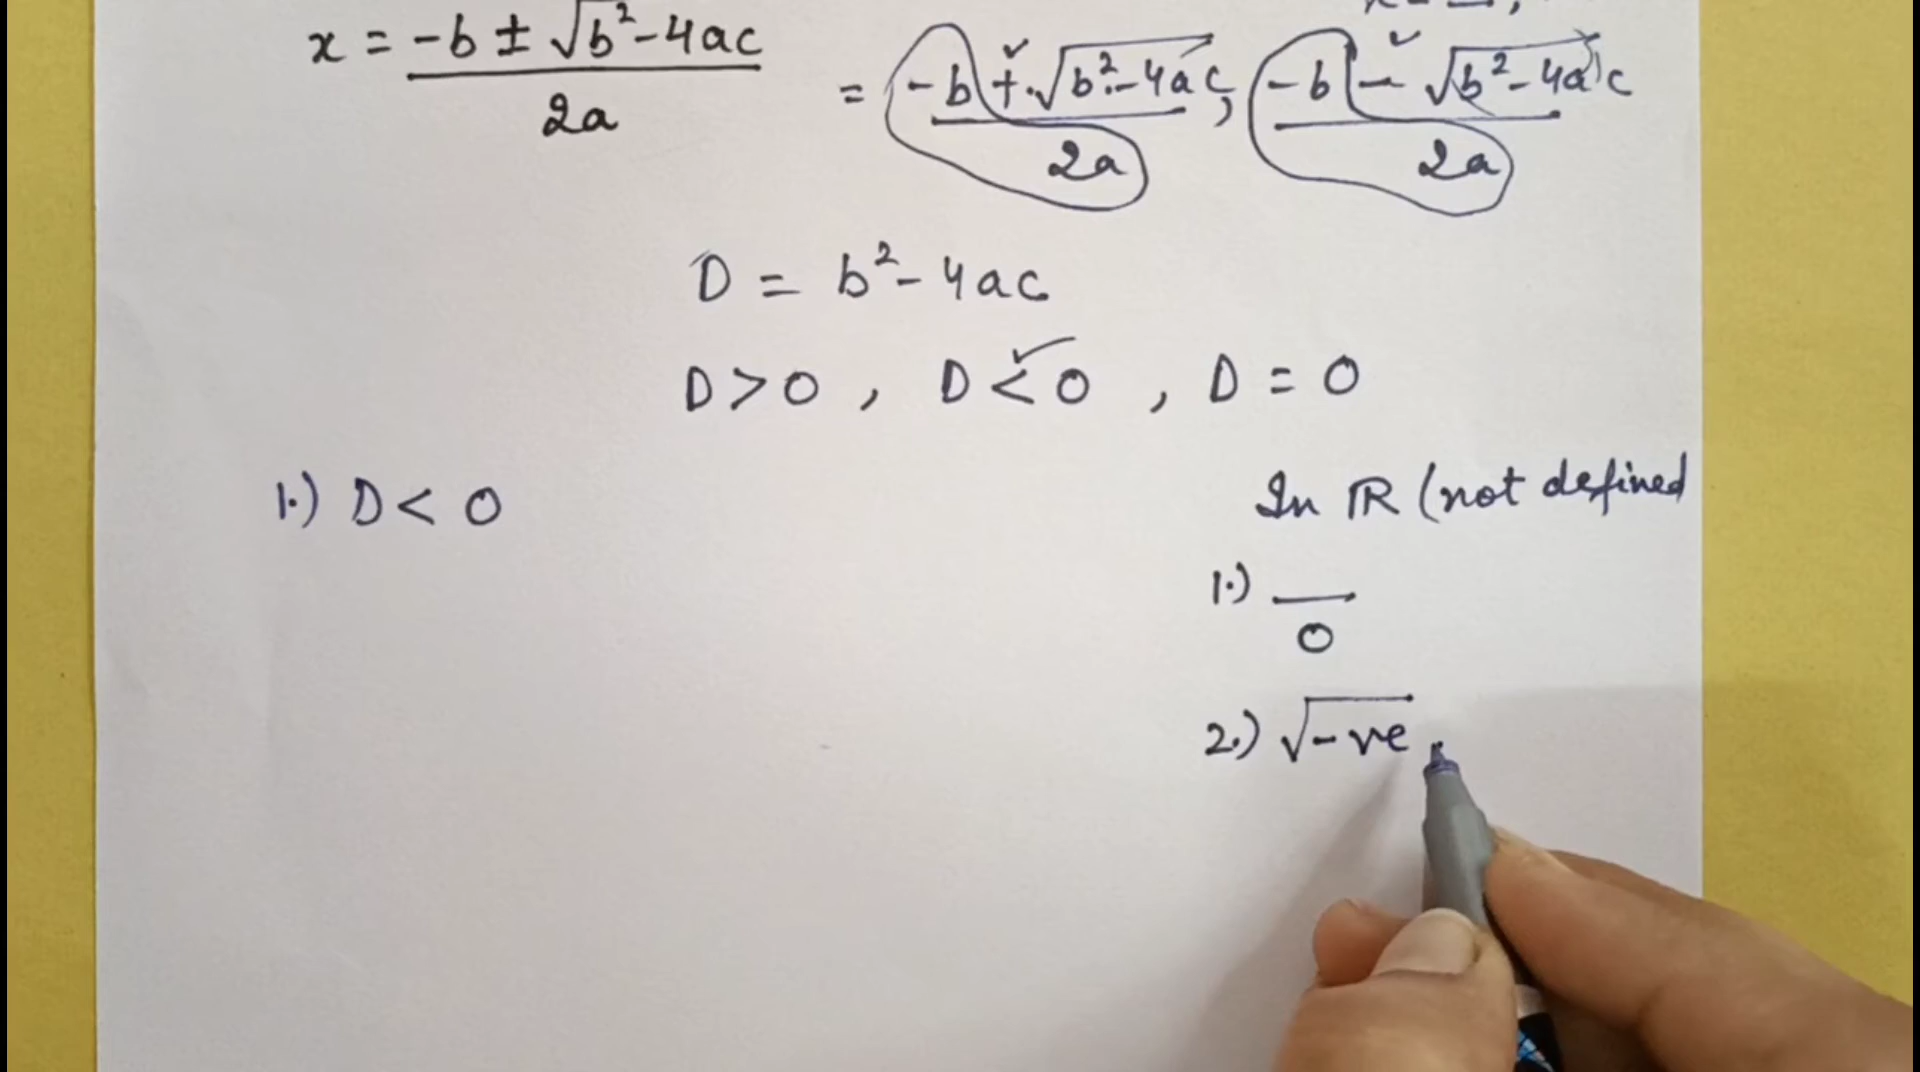 x = -b ± √b²-4ac / 2a
= -b + √b²-4ac / 2a , -b - √b²-4ac / 2a
D = b²-4ac
D>0 , D<0 , D=0
1.) D< 0
In ℝ (not defined
1.) — / 0
2.) √-ve